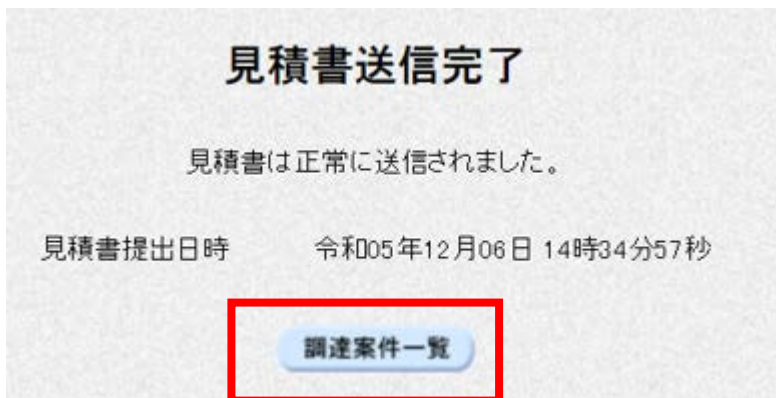 見積書送信完了
見積書は正常に送信されました。
見積書提出日時 令和05年12月06日 14時34分57秒
調達案件一覧